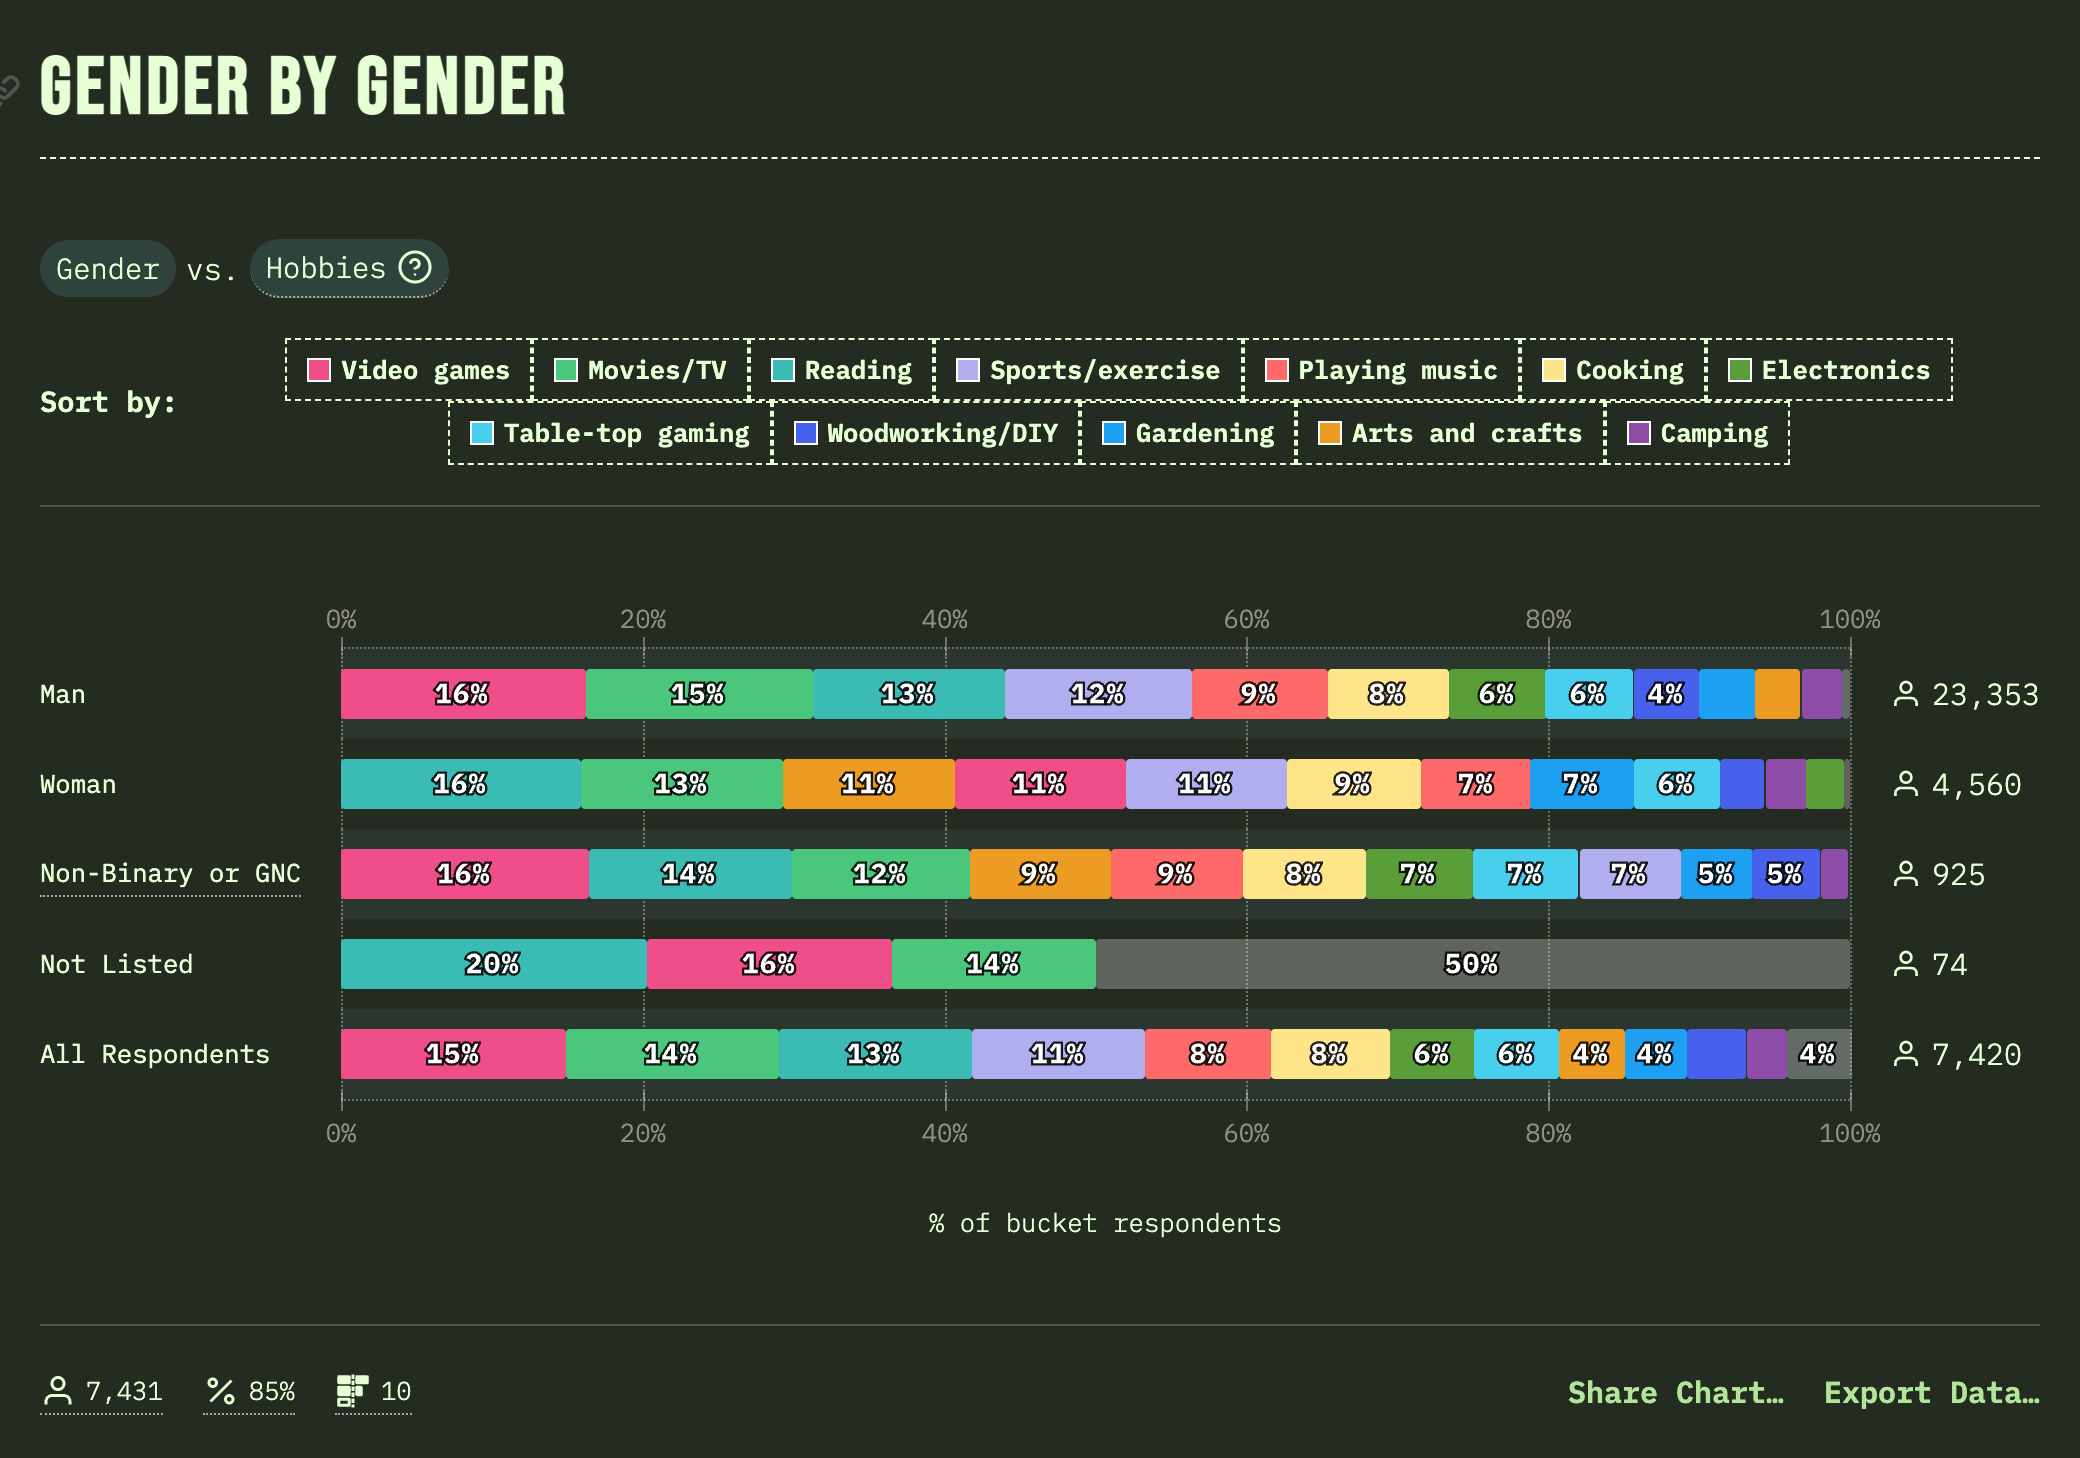 GENDER BY GENDER
Gender vs. Hobbies ?
Sort by:
Video games Movies/TV Reading Sports/exercise Playing music Cooking Electronics
Table-top gaming Woodworking/DIY Gardening Arts and crafts Camping
0% 20% 40% 60% 80% 100%
Man 16% 15% 13% 12% 9% 8% 6% 6% 4% 23,353
Woman 16% 13% 11% 11% 11% 9% 7% 7% 6% 4,560
Non-Binary or GNC 16% 14% 12% 9% 9% 8% 7% 7% 7% 5% 5% 925
Not Listed 20% 16% 14% 50% 74
All Respondents 15% 14% 13% 11% 8% 8% 6% 6% 4% 4% 4% 7,420
0% 20% 40% 60% 80% 100%
% of bucket respondents
7,431 % 85% 10 Share Chart… Export Data…